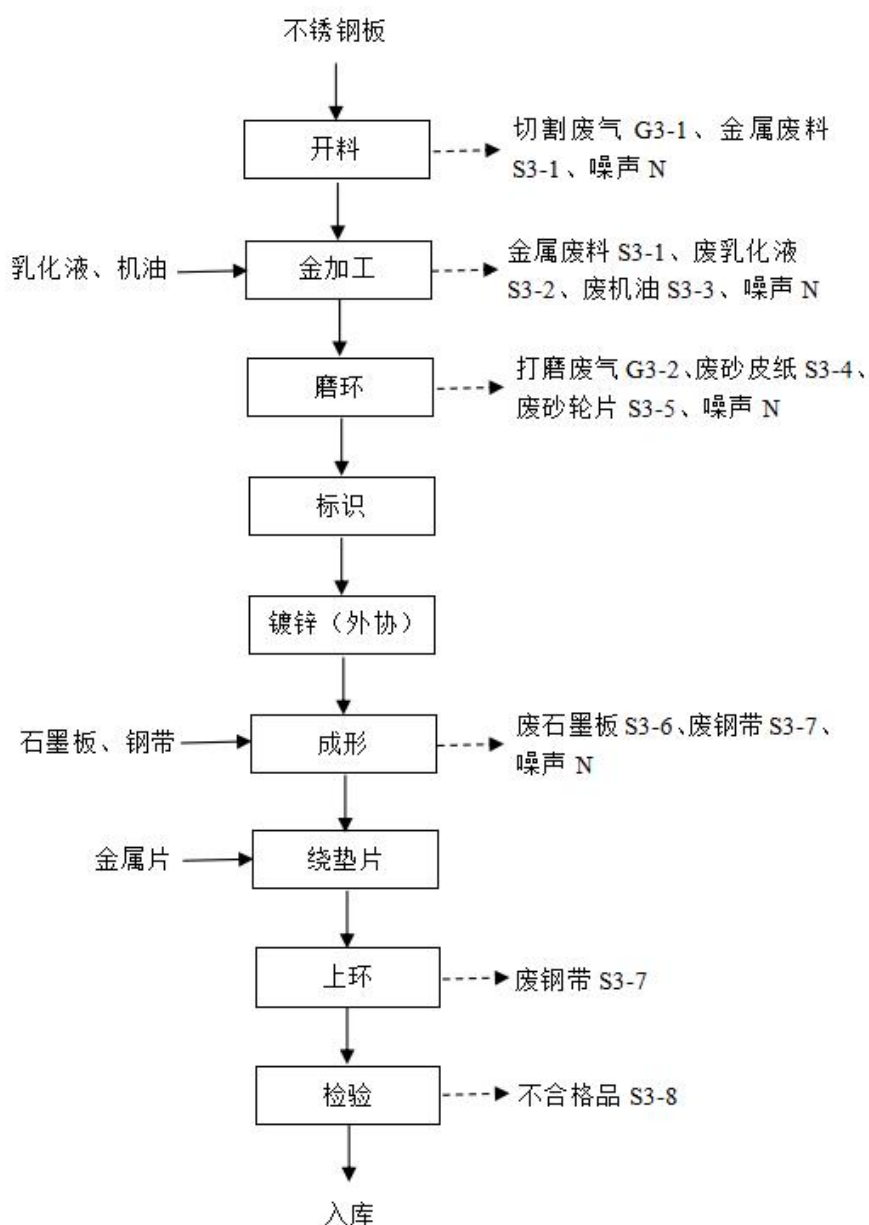 不锈钢板
开料
切割废气 G3-1、金属废料
S3-1、噪声 N
乳化液、机油
金加工
金属废料 S3-1、废乳化液
S3-2、废机油 S3-3、噪声 N
磨环
打磨废气 G3-2、废砂皮纸 S3-4、
废砂轮片 S3-5、噪声 N
标识
镀锌（外协）
石墨板、钢带
成形
废石墨板 S3-6、废钢带 S3-7、
噪声 N
金属片
绕垫片
上环
废钢带 S3-7
检验
不合格品 S3-8
入库